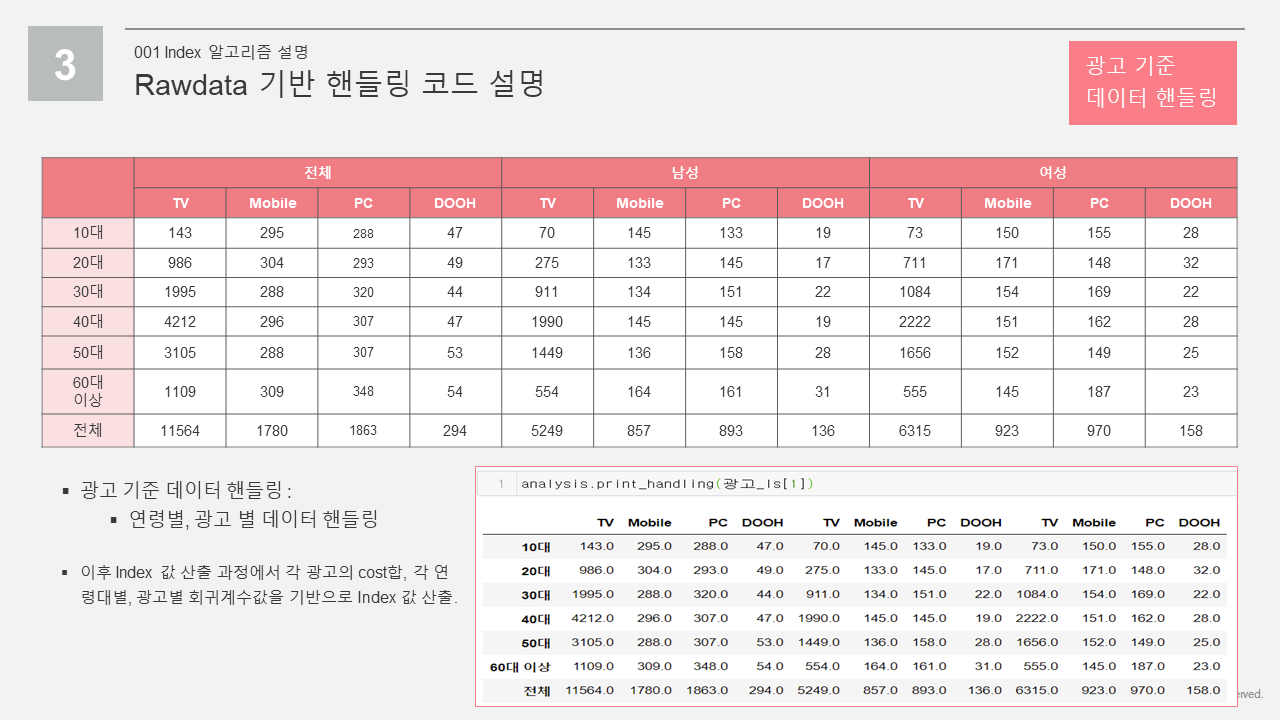 3
001 Index 알고리즘 설명
Rawdata 기반 핸들링 코드 설명
광고 기준
데이터 핸들링
전체 남성 여성
TV Mobile PC DOOH TV Mobile PC DOOH TV Mobile PC DOOH
10대 143 295 288 47 70 145 133 19 73 150 155 28
20대 986 304 293 49 275 133 145 17 711 171 148 32
30대 1995 288 320 44 911 134 151 22 1084 154 169 22
40대 4212 296 307 47 1990 145 145 19 2222 151 162 28
50대 3105 288 307 53 1449 136 158 28 1656 152 149 25
60대
이상 1109 309 348 54 554 164 161 31 555 145 187 23
전체 11564 1780 1863 294 5249 857 893 136 6315 923 970 158
▪ 광고 기준 데이터 핸들링 :
▪ 연령별, 광고 별 데이터 핸들링
▪ 이후 Index 값 산출 과정에서 각 광고의 cost합, 각 연
령대별, 광고별 회귀계수값을 기반으로 Index 값 산출.
1 analysis.print_handling(광고_ls[1])
TV Mobile PC DOOH TV Mobile PC DOOH TV Mobile PC DOOH
10대 143.0 295.0 288.0 47.0 70.0 145.0 133.0 19.0 73.0 150.0 155.0 28.0
20대 986.0 304.0 293.0 49.0 275.0 133.0 145.0 17.0 711.0 171.0 148.0 32.0
30대 1995.0 288.0 320.0 44.0 911.0 134.0 151.0 22.0 1084.0 154.0 169.0 22.0
40대 4212.0 296.0 307.0 47.0 1990.0 145.0 145.0 19.0 2222.0 151.0 162.0 28.0
50대 3105.0 288.0 307.0 53.0 1449.0 136.0 158.0 28.0 1656.0 152.0 149.0 25.0
60대 이상 1109.0 309.0 348.0 54.0 554.0 164.0 161.0 31.0 555.0 145.0 187.0 23.0
전체 11564.0 1780.0 1863.0 294.0 5249.0 857.0 893.0 136.0 6315.0 923.0 970.0 158.0